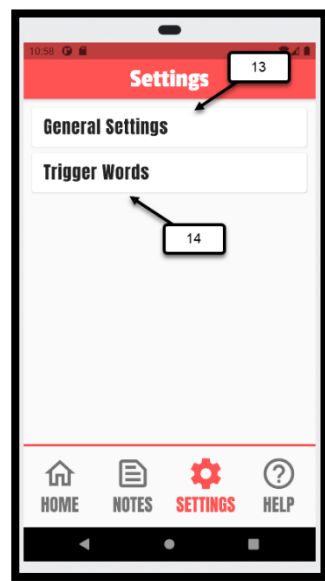 10:58
Settings
13
General Settings
Trigger Words
14
HOME NOTES SETTINGS HELP